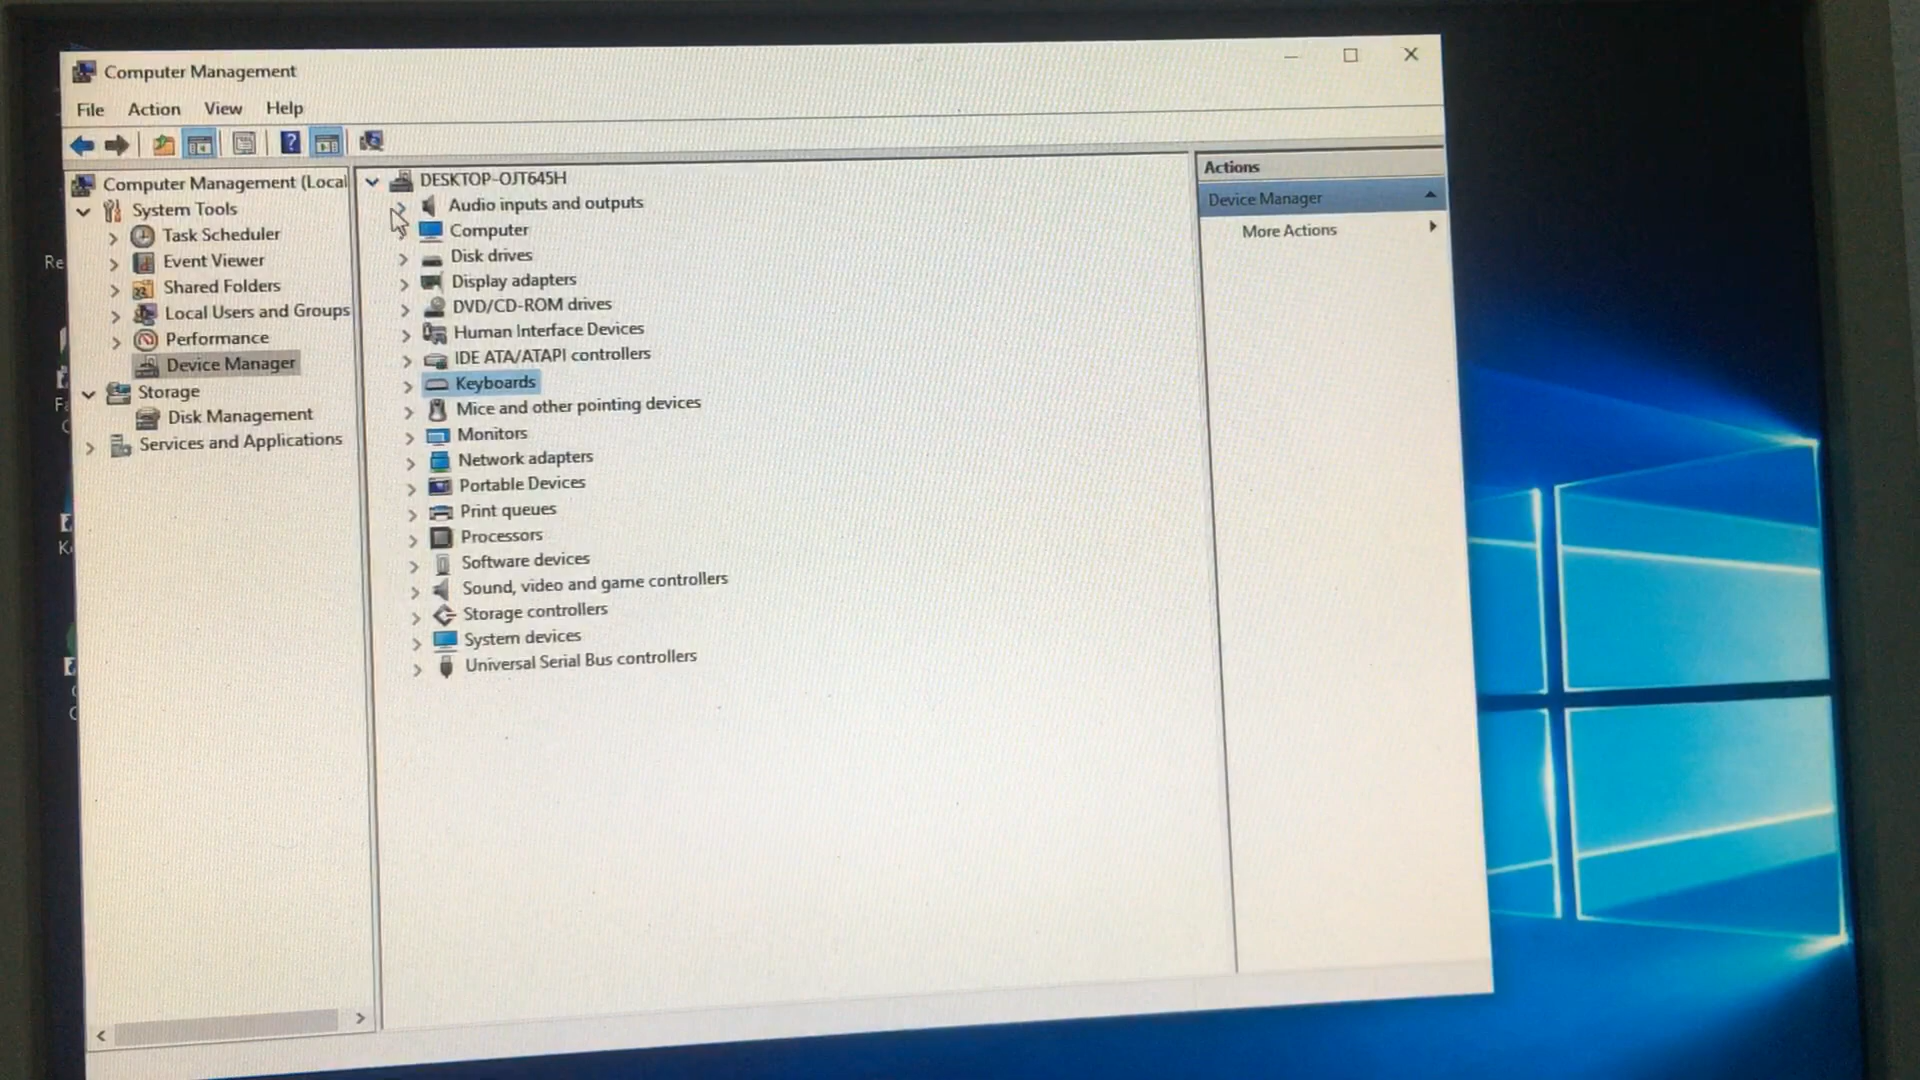 Computer Management
File Action View Help
Computer Management (Local
System Tools
Task Scheduler
Event Viewer
Shared Folders
Local Users and Groups
Performance
Device Manager
Storage
Disk Management
Services and Applications
DESKTOP-OJT645H
Audio inputs and outputs
Computer
Disk drives
Display adapters
DVD/CD-ROM drives
Human Interface Devices
IDE ATA/ATAPI controllers
Keyboards
Mice and other pointing devices
Monitors
Network adapters
Portable Devices
Print queues
Processors
Software devices
Sound, video and game controllers
Storage controllers
System devices
Universal Serial Bus controllers
Actions
Device Manager
More Actions
Re